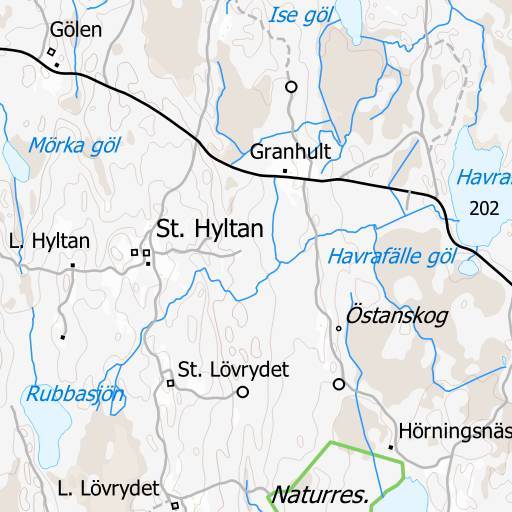 Ise göl
Gölen
Mörka göl
Granhult
Havra
202
St. Hyltan
L. Hyltan
Havrafälle göl
Östanskog
St. Lövrydet
Rubbasjön
Hörningsnäs
L. Lövrydet
Naturres.